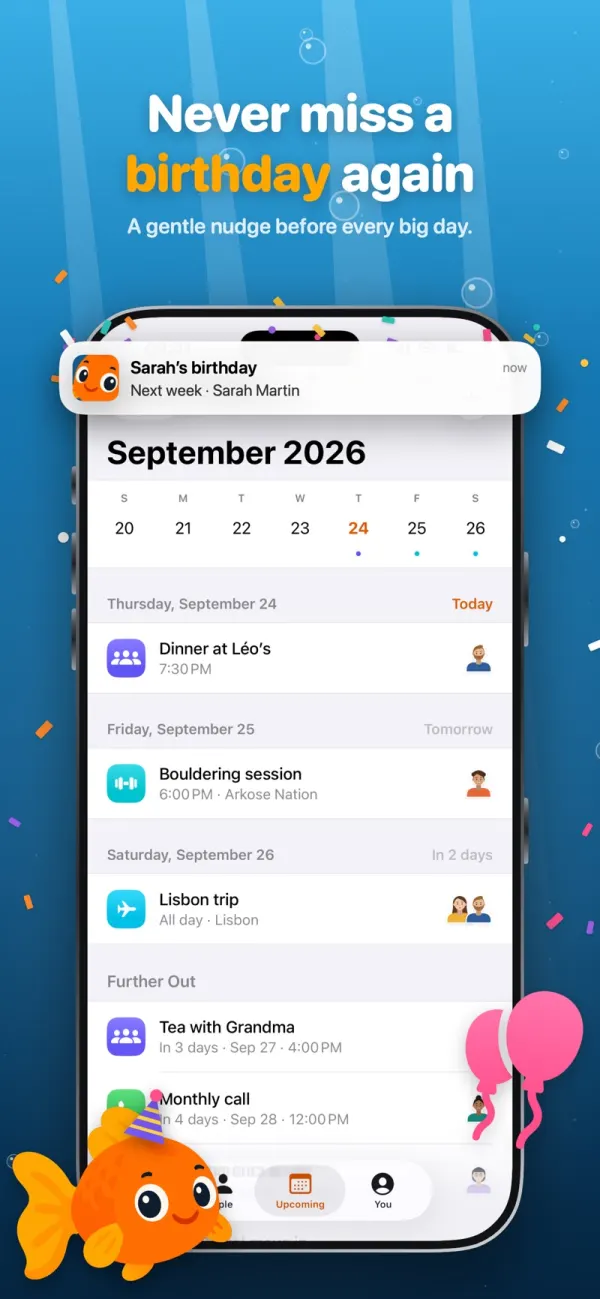 Never miss a
birthday again
A gentle nudge before every big day.
Sarah’s birthday
now
Next week · Sarah Martin
September 2026
S M T W T F S
20 21 22 23 24 25 26
Thursday, September 24 Today
Dinner at Léo’s
7:30 PM
Friday, September 25 Tomorrow
Bouldering session
6:00 PM · Arkose Nation
Saturday, September 26 In 2 days
Lisbon trip
All day · Lisbon
Further Out
Tea with Grandma
In 3 days · Sep 27 · 4:00 PM
Monthly call
In 4 days · Sep 28 · 12:00 PM
ple Upcoming You